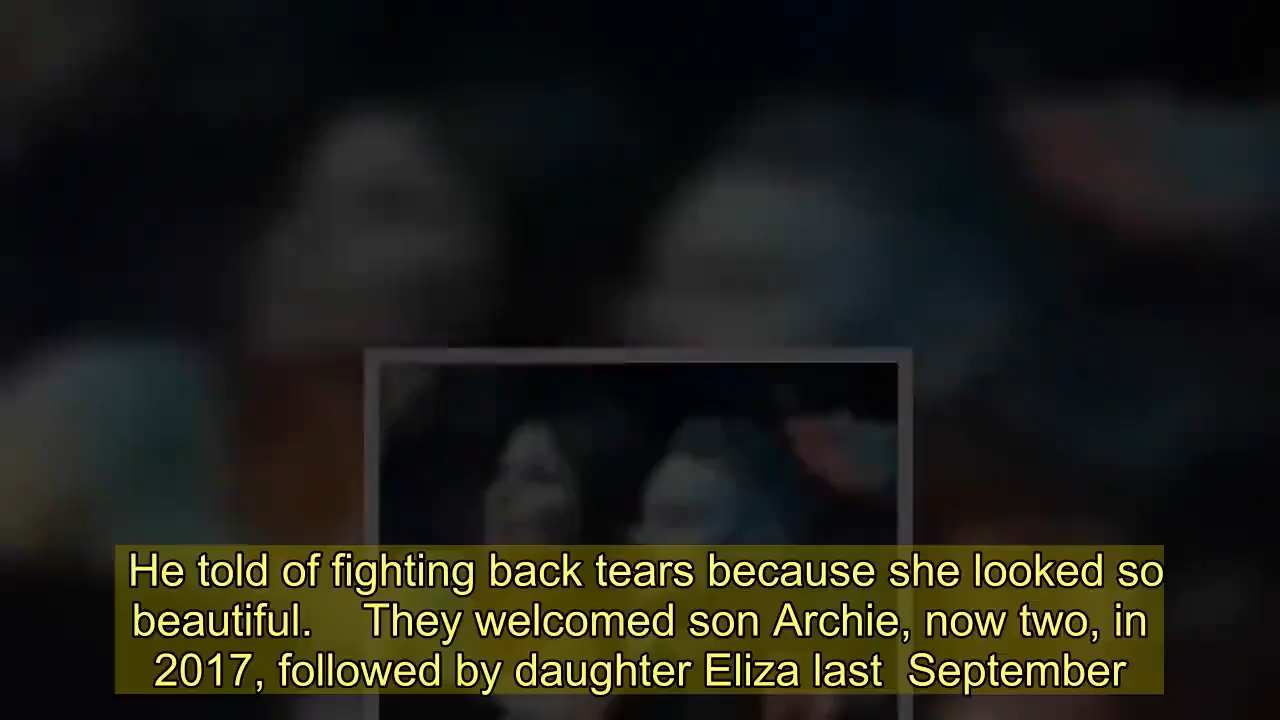 He told of fighting back tears because she looked so
beautiful.    They welcomed son Archie, now two, in
2017, followed by daughter Eliza last  September